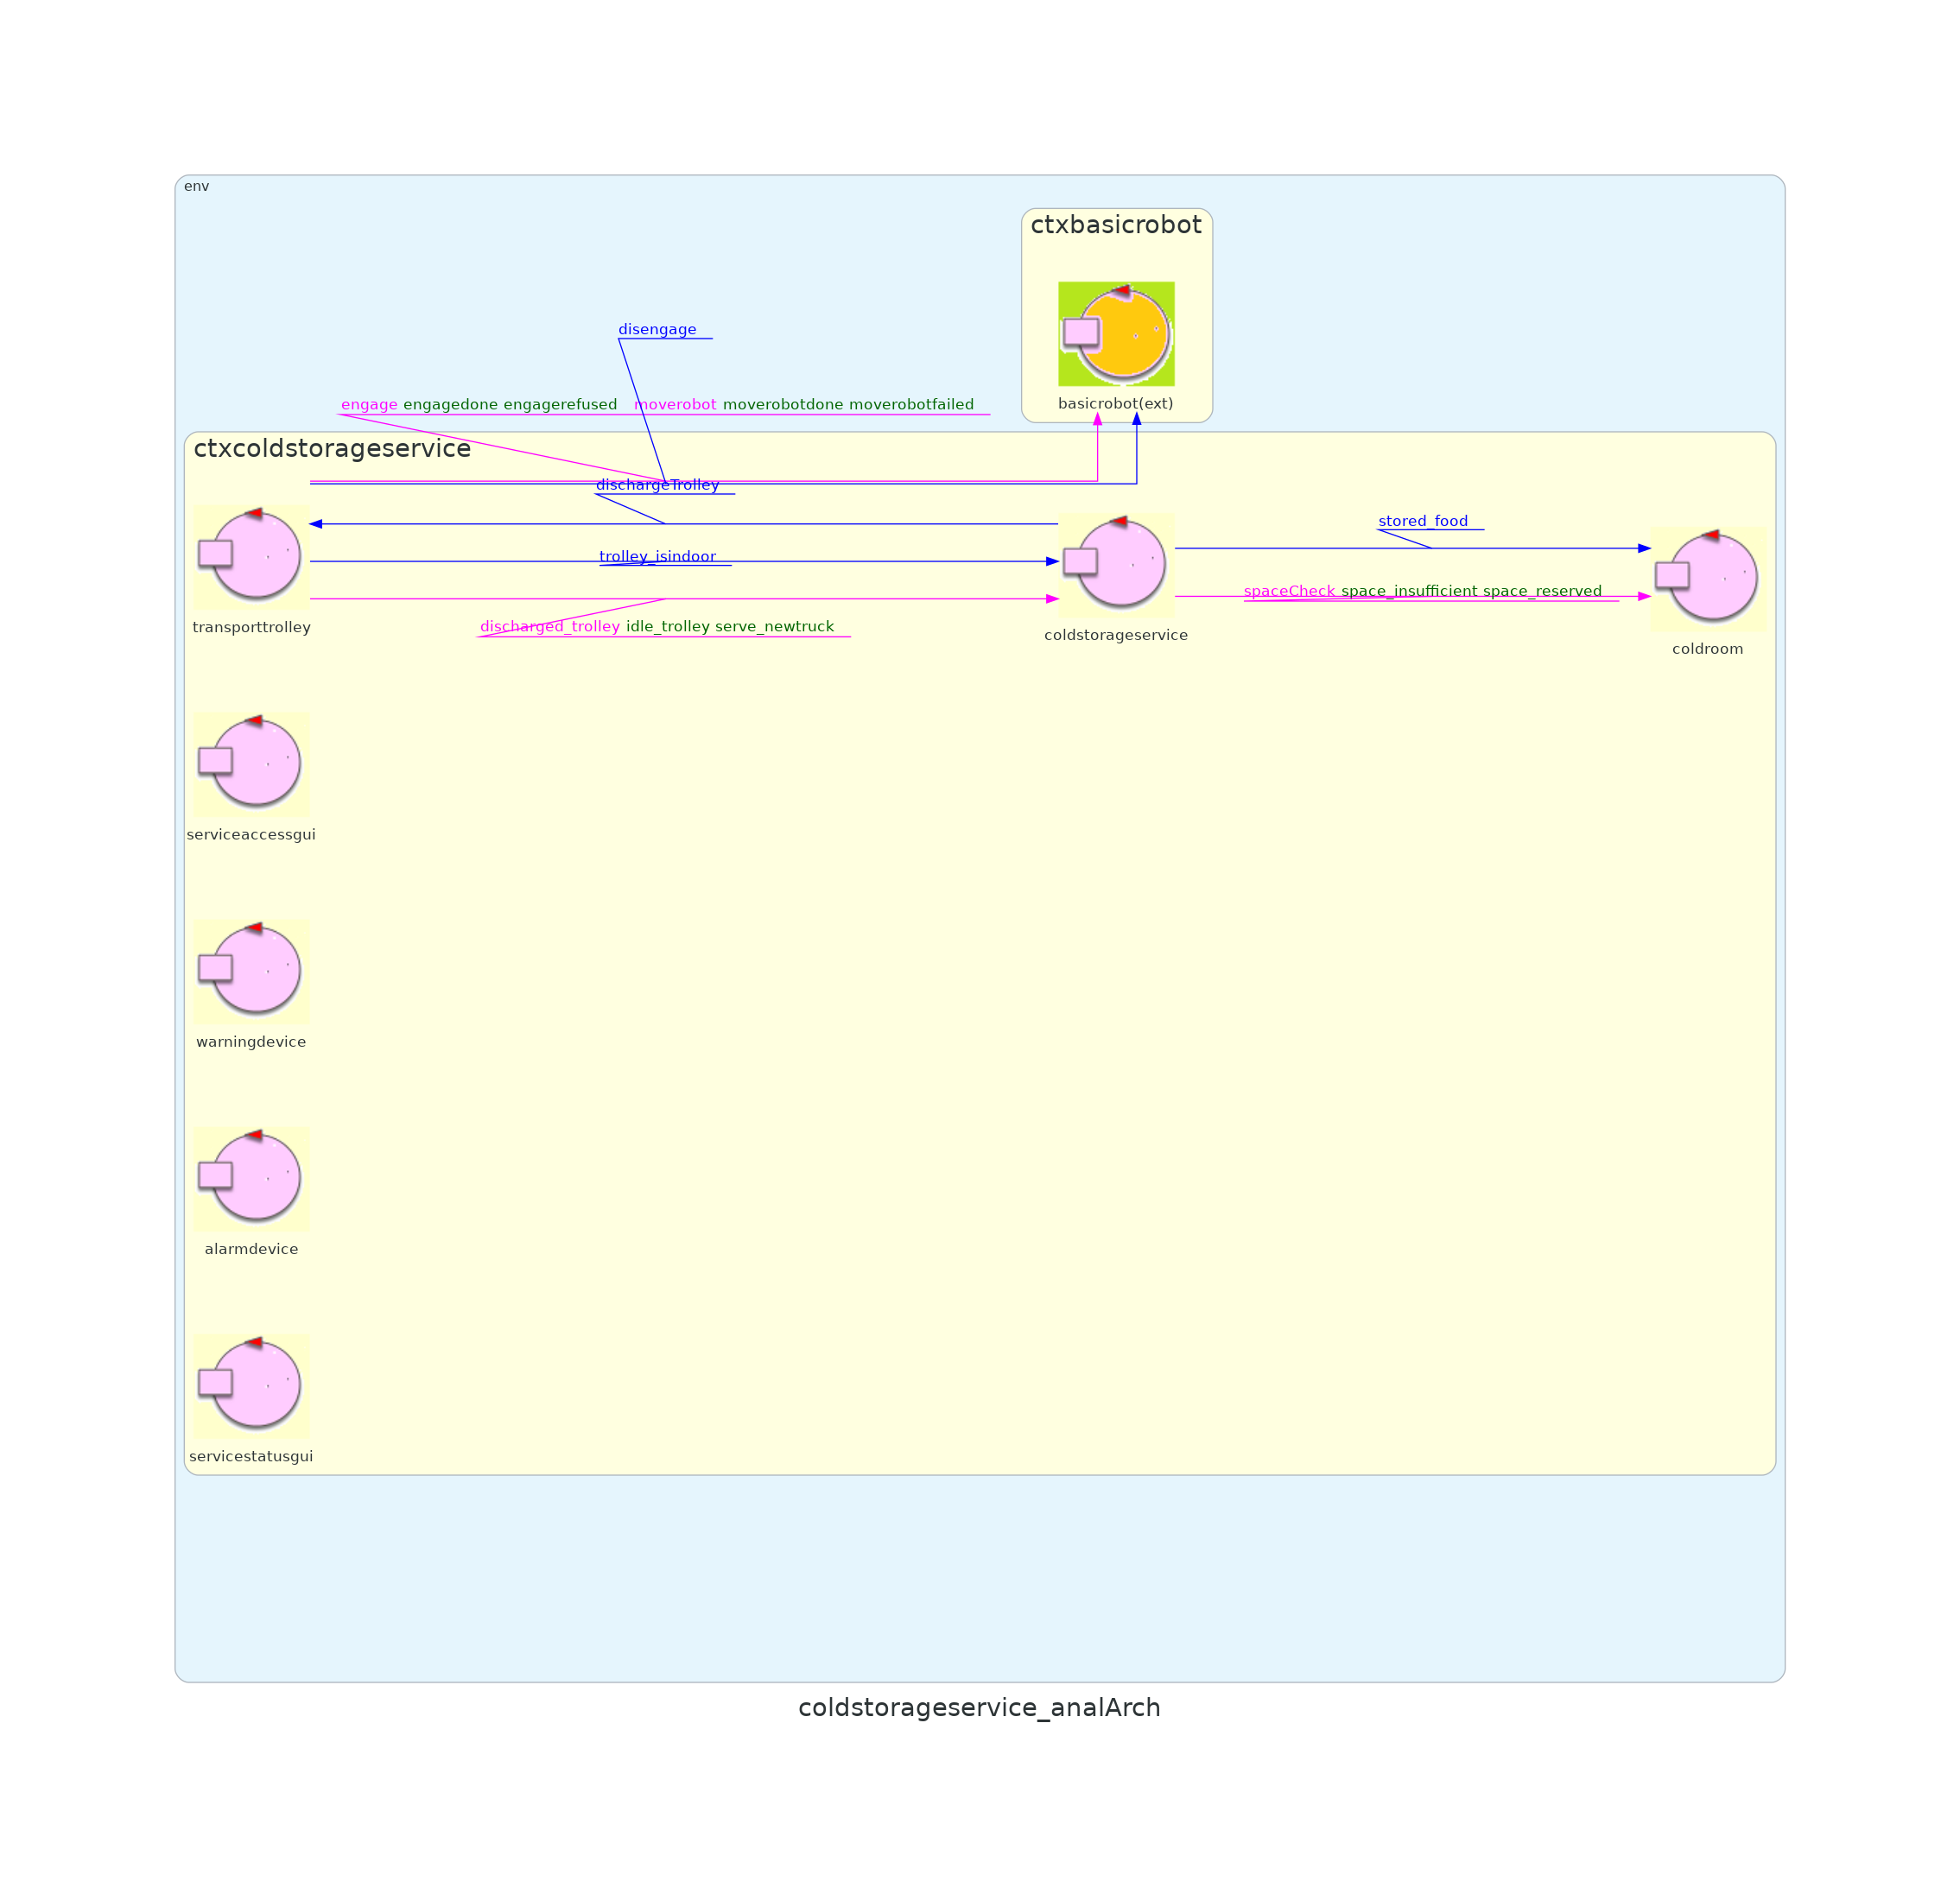 env
ctxbasicrobot
basicrobot(ext)
disengage
engage engagedone engagerefused moverobot moverobotdone moverobotfailed
ctxcoldstorageservice
dischargeTrolley
trolley_isindoor
discharged_trolley idle_trolley serve_newtruck
stored_food
spaceCheck space_insufficient space_reserved
transporttrolley
coldstorageservice
coldroom
serviceaccessgui
warningdevice
alarmdevice
servicestatusgui
coldstorageservice_analArch